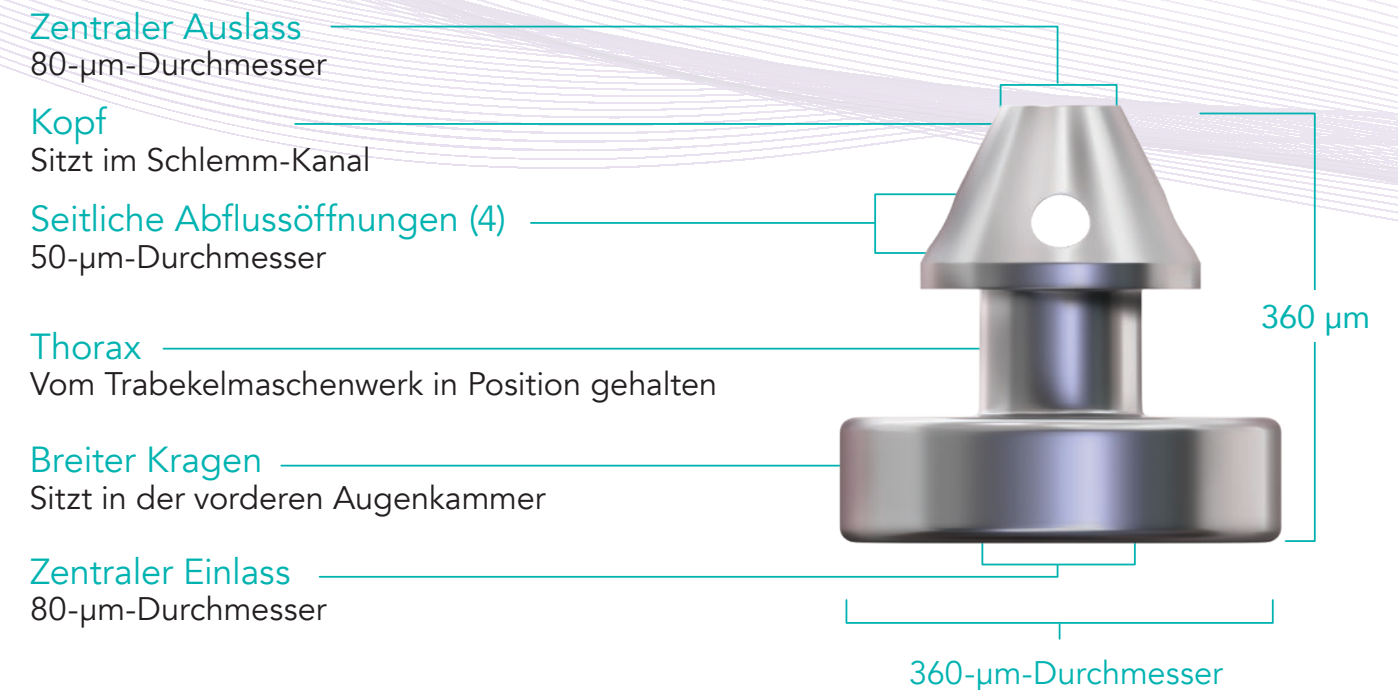 Zentraler Auslass
80-µm-Durchmesser
Kopf
Sitzt im Schlemm-Kanal
Seitliche Abflussöffnungen (4)
50-µm-Durchmesser
Thorax
Vom Trabekelmaschenwerk in Position gehalten
Breiter Kragen
Sitzt in der vorderen Augenkammer
Zentraler Einlass
80-µm-Durchmesser
360 µm
360-µm-Durchmesser